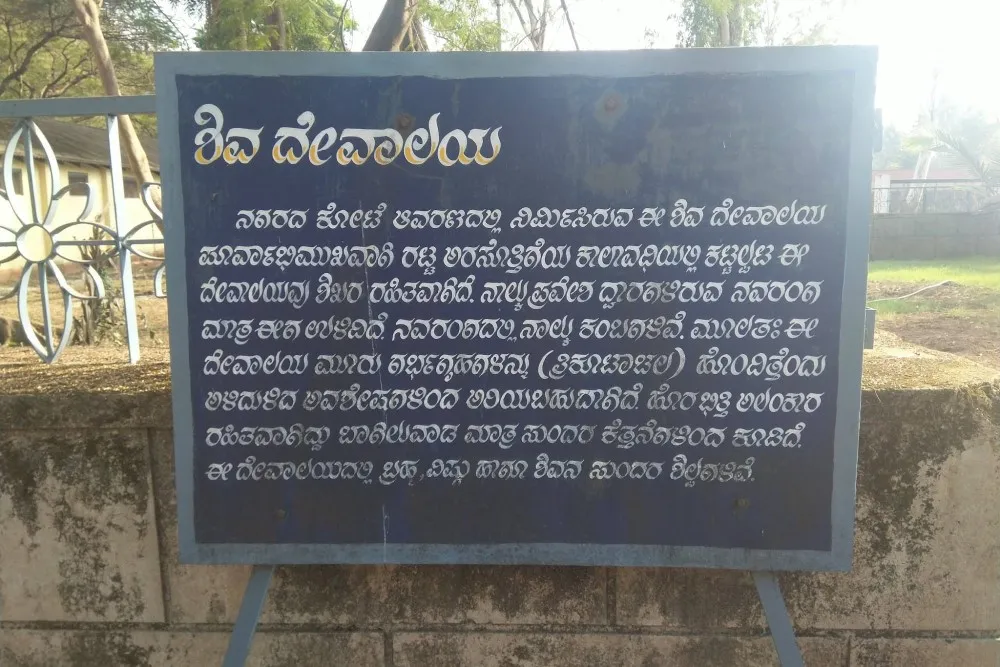 ಶಿವ ದೇವಾಲಯ
ನಗರದ ಕೋಟೆ ಆವರಣದಲ್ಲಿ ನಿರ್ಮಿಸಿರುವ ಈ ಶಿವ ದೇವಾಲಯ
ಪೂರ್ವಾಭಿಮುಖವಾಗಿ ರಟ್ಟ ಅರಸೊತ್ತಿಗೆಯ ಕಾಲಾವಧಿಯಲ್ಲಿ ಕಟ್ಟಲ್ಪಟ ಈ
ದೇವಾಲಯವು ಶಿಖರ ರಹಿತವಾಗಿದೆ. ನಾಲ್ಕು ಪ್ರವೇಶ ದ್ವಾರಗಳಿರುವ ನವರಂಗ
ಮಾತ್ರ ಈಗ ಉಳಿದಿದೆ. ನವರಂಗದಲ್ಲಿ ನಾಲ್ಕು ಕಂಬಗಳಿವೆ. ಮೂಲತಃ ಈ
ದೇವಾಲಯ ಮೂರು ಗರ್ಭಗೃಹಗಳನ್ನು (ತ್ರಿಕೂಟಾಚಲ) ಹೊಂದಿತ್ತೆಂದು
ಅಳಿದುಳಿದ ಅವಶೇಷಗಳಿಂದ ಅರಿಯಬಹುದಾಗಿದೆ. ಹೊರ ಭಿತ್ತಿ ಅಲಂಕಾರ
ರಹಿತವಾಗಿದ್ದು ಬಾಗಿಲುವಾಡ ಮಾತ್ರ ಸುಂದರ ಕೆತ್ತನೆಗಳಿಂದ ಕೂಡಿದೆ.
ಈ ದೇವಾಲಯದಲ್ಲಿ ಬ್ರಹ್ಮ, ವಿಷ್ಣು ಹಾಗೂ ಶಿವನ ಸುಂದರ ಶಿಲ್ಪಗಳಿವೆ.